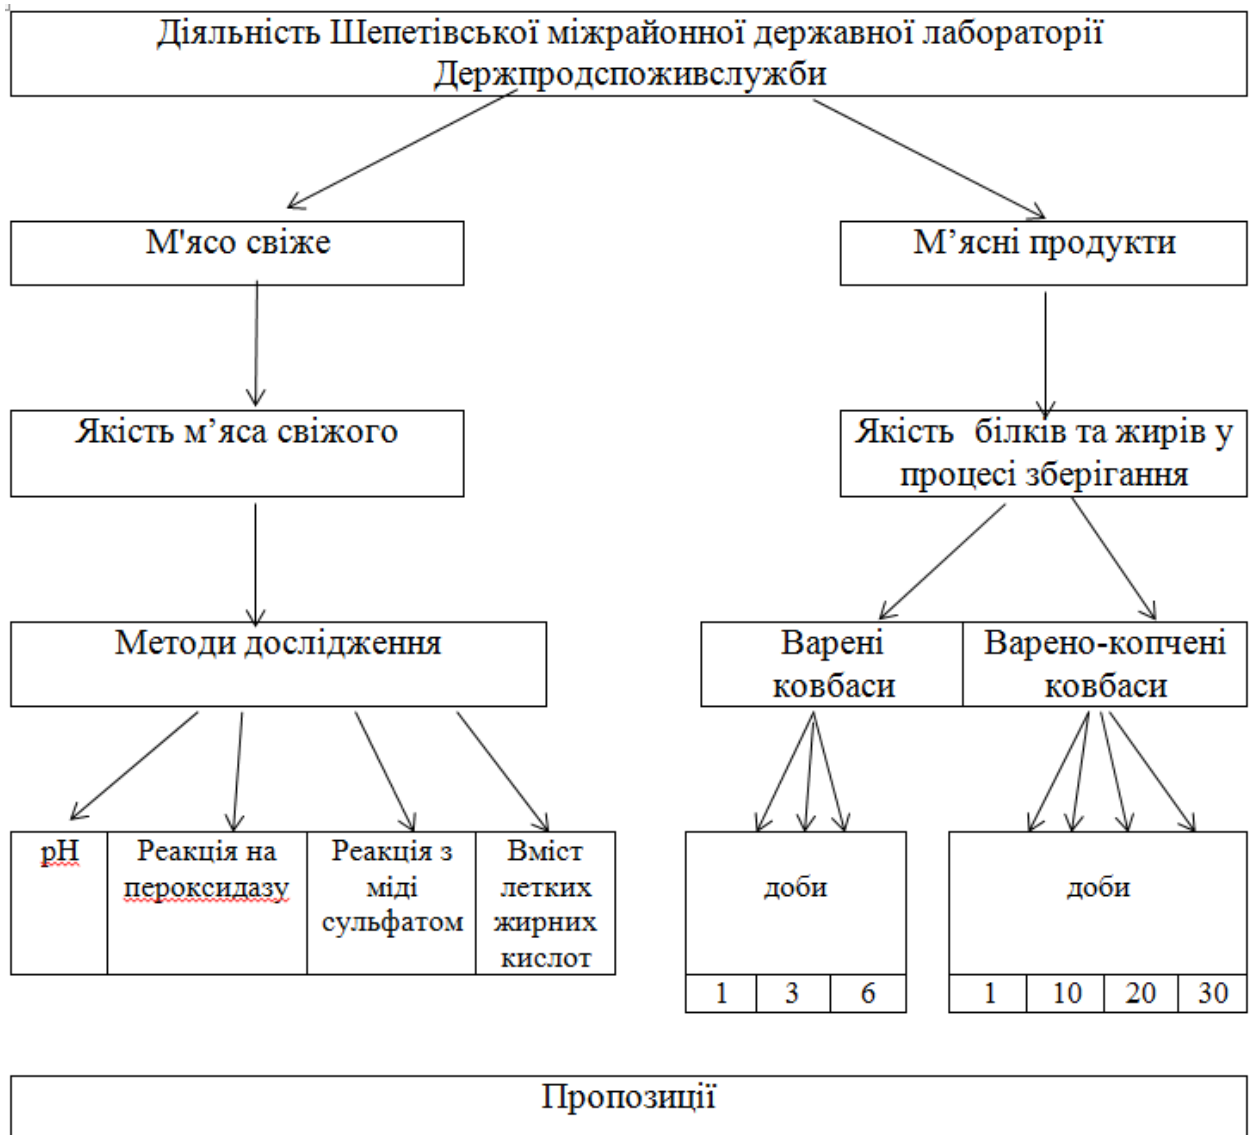 Діяльність Шепетівської міжрайонної державної лабораторії
Держпродспоживслужби
М'ясо свіже
М’ясні продукти
Якість м’яса свіжого
Якість білків та жирів у
процесі зберігання
Методи дослідження
Варені
ковбаси
Варено-копчені
ковбаси
рН
Реакція на
пероксидазу
Реакція з
міді
сульфатом
Вміст
летких
жирних
кислот
доби
1 3 6
доби
1 10 20 30
Пропозиції